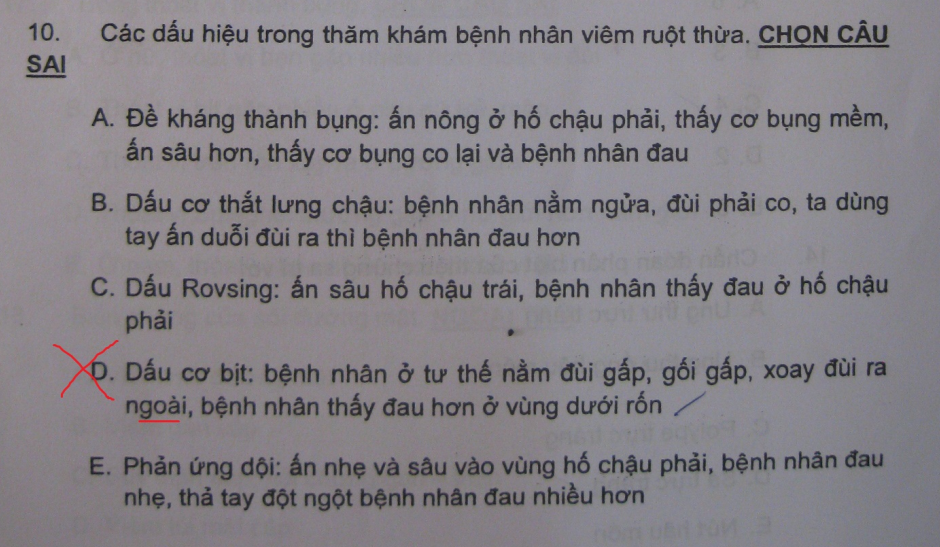 10. Các dấu hiệu trong thăm khám bệnh nhân viêm ruột thừa, CHỌN CÂU
SAI
A. Đề kháng thành bụng: ấn nông ở hố chậu phải, thấy cơ bụng mềm,
ấn sâu hơn, thấy cơ bụng co lại và bệnh nhân đau
B. Dấu cơ thắt lưng chậu: bệnh nhân nằm ngửa, đùi phải co, ta dùng
tay ấn duỗi đùi ra thì bệnh nhân đau hơn
C. Dấu Rovsing: ấn sâu hố chậu trái, bệnh nhân thấy đau ở hố chậu
phải
D. Dấu cơ bịt: bệnh nhân ở tư thế nằm đùi gấp, gối gấp, xoay đùi ra
ngoài, bệnh nhân thấy đau hơn ở vùng dưới rốn
E. Phản ứng dội: ấn nhẹ và sâu vào vùng hố chậu phải, bệnh nhân đau
nhẹ, thả tay đột ngột bệnh nhân đau nhiều hơn